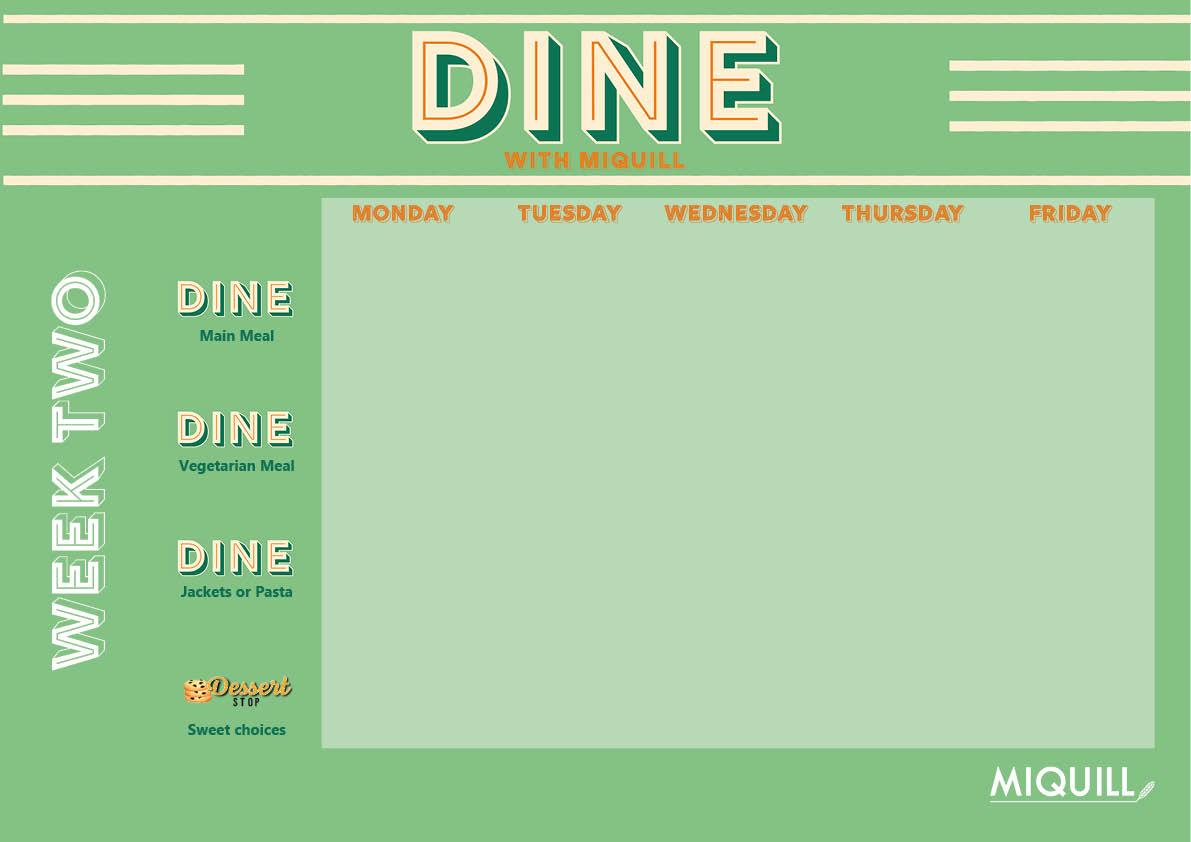 DINE
WITH MIQUILL
MONDAY TUESDAY WEDNESDAY THURSDAY FRIDAY
WEEK TWO
DINE
Main Meal
DINE
Vegetarian Meal
DINE
Jackets or Pasta
Dessert
STOP
Sweet choices
MIQUILL